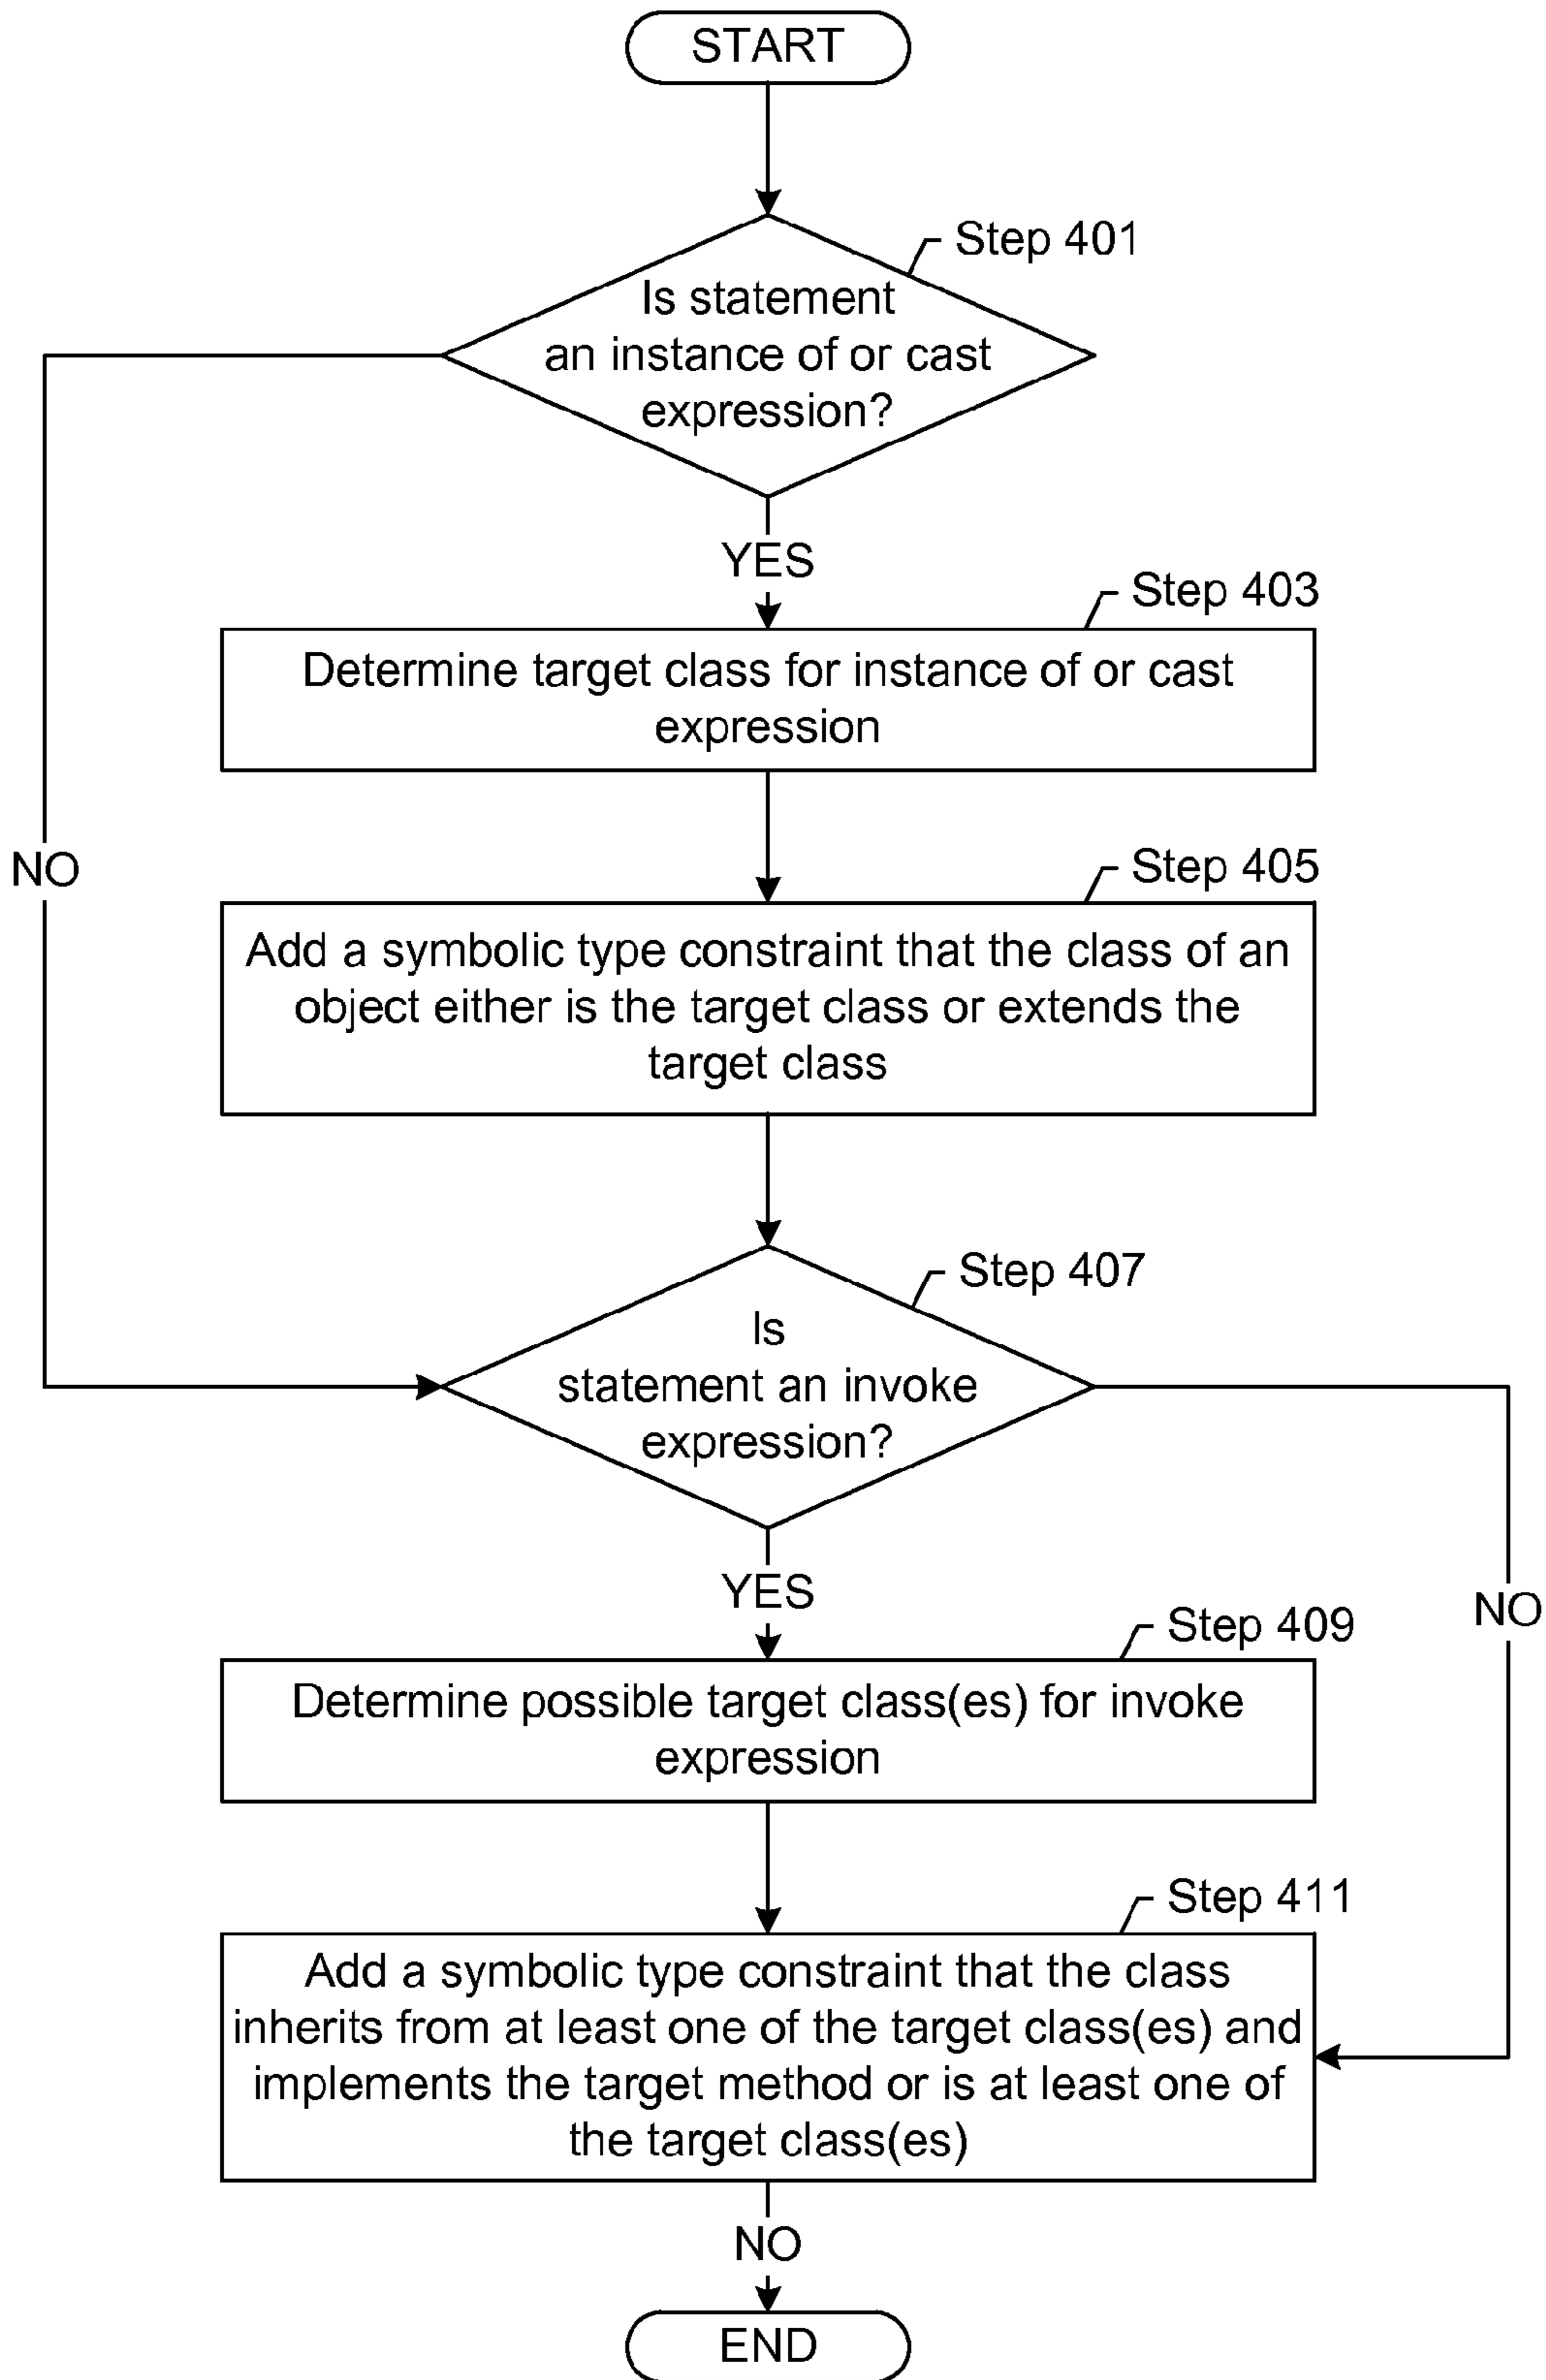 START
Step 401
Is statement
an instance of or cast
expression?
YES
Step 403
Determine target class for instance of or cast
expression
NO
Step 405
Add a symbolic type constraint that the class of an
object either is the target class or extends the
target class
Step 407
Is
statement an invoke
expression?
YES
NO
Step 409
Determine possible target class(es) for invoke
expression
Step 411
Add a symbolic type constraint that the class
inherits from at least one of the target class(es) and
implements the target method or is at least one of
the target class(es)
NO
END